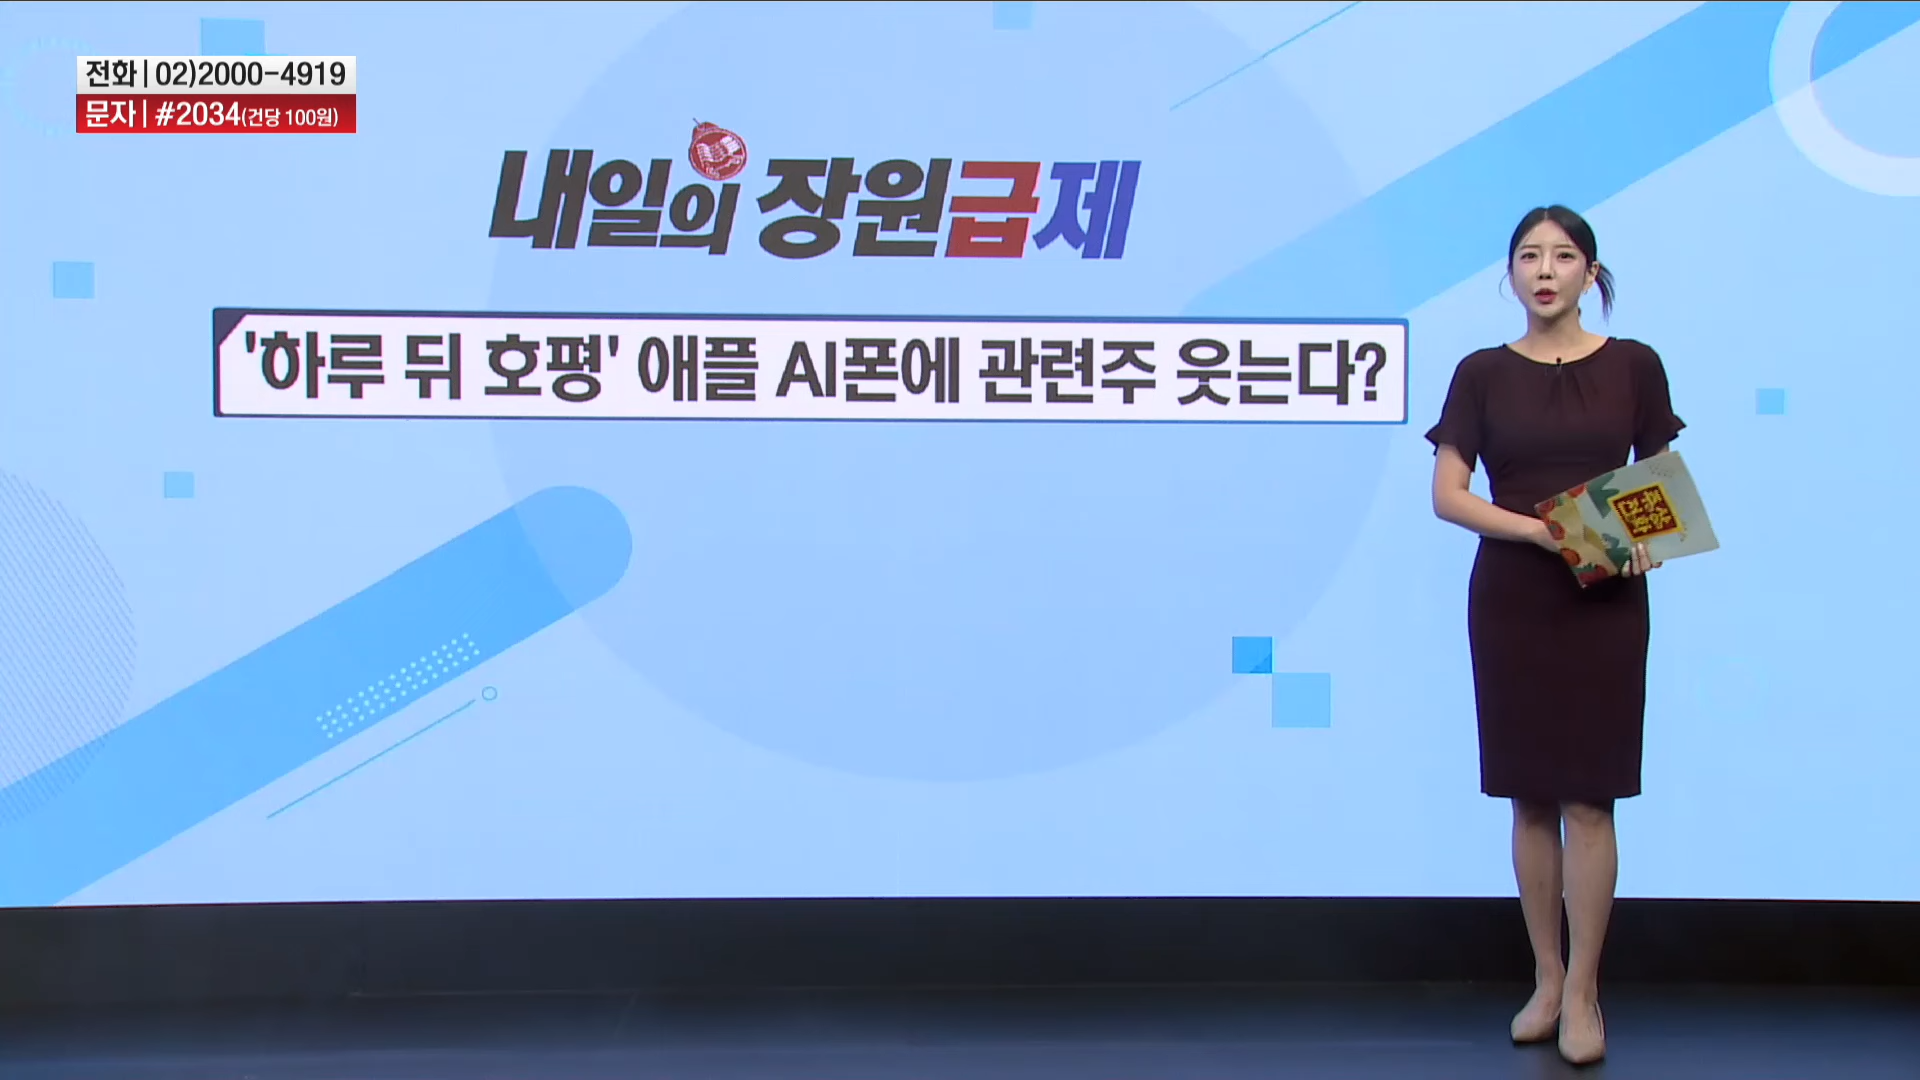 전화 | 02)2000-4919
문자 | #2034(건당 100원)
내일의 장원급제
'하루 뒤 호평' 애플 AI폰에 관련주 웃는다?